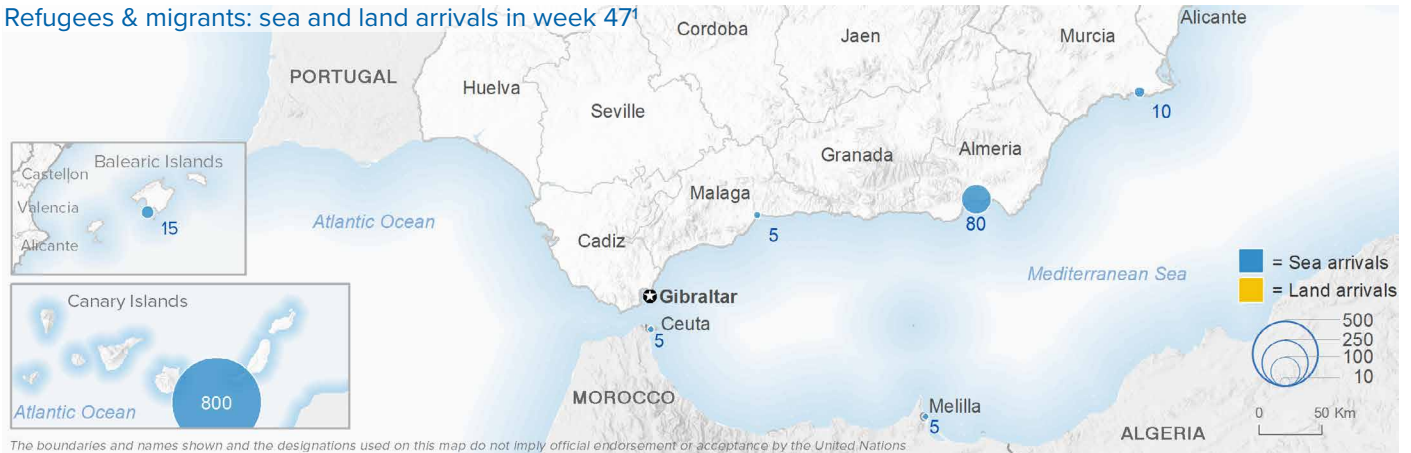 Refugees & migrants: sea and land arrivals in week 47¹
Alicante
Cordoba
Jaen
Murcia
PORTUGAL
Huelva
Seville
10
Granada
Almeria
Balearic Islands
Castellon
Valencia
15
Alicante
Malaga
Atlantic Ocean
5
80
Cadiz
Mediterranean Sea
= Sea arrivals
= Land arrivals
Gibraltar
Canary Islands
Ceuta
5
500
250
100
10
800
Atlantic Ocean
MOROCCO
Melilla
5
0 50 Km
ALGERIA
The boundaries and names shown and the designations used on this map do not imply official endorsement or acceptance by the United Nations